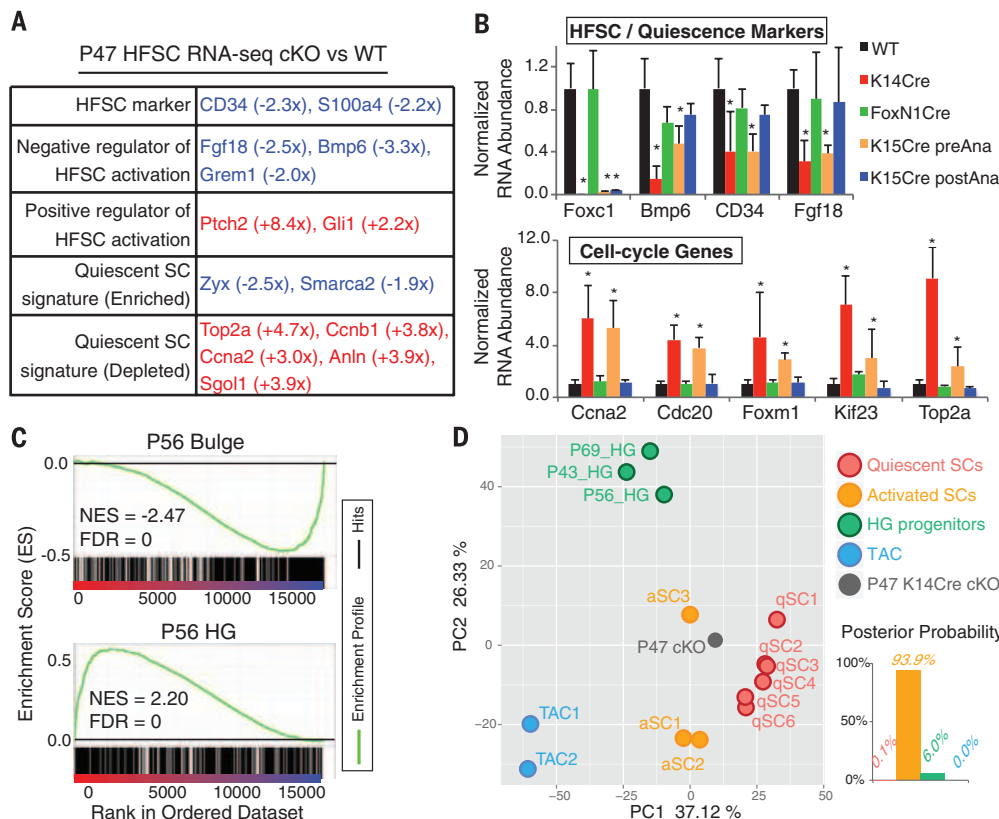 A
P47 HFSC RNA-seq cKO vs WT
HFSC marker
CD34 (-2.3x), S100a4 (-2.2x)
Negative regulator of
HFSC activation
Fgf18 (-2.5x), Bmp6 (-3.3x),
Grem1 (-2.0x)
Positive regulator of
HFSC activation
Ptch2 (+8.4x), Gli1 (+2.2x)
Quiescent SC
signature (Enriched)
Zyx (-2.5x), Smarca2 (-1.9x)
Quiescent SC
signature (Depleted)
Top2a (+4.7x), Ccnb1 (+3.8x),
Ccna2 (+3.0x), Anln (+3.9x),
Sgol1 (+3.9x)
B
HFSC / Quiescence Markers
WT
K14Cre
FoxN1Cre
K15Cre preAna
K15Cre postAna
Normalized
RNA Abundance
1.2
0.8
0.4
0.0
*
* *
*
*
*
*
*
*
Foxc1 Bmp6 CD34 Fgf18
Cell-cycle Genes
Normalized
RNA Abundance
12.0
8.0
4.0
0.0
*
*
*
*
*
*
*
*
*
*
Ccna2 Cdc20 Foxm1 Kif23 Top2a
C
P56 Bulge
0.0
-0.5
NES = -2.47
FDR = 0
0 5000 10000 15000
P56 HG
0.5
0.0
NES = 2.20
FDR = 0
0 5000 10000 15000
Enrichment Score (ES)
Rank in Ordered Dataset
Enrichment Profile
Hits
D
P69_HG
P43_HG
P56_HG
aSC3
P47 cKO
qSC1
qSC2
qSC3
qSC4
qSC5
qSC6
TAC1
TAC2
aSC1
aSC2
40
20
0
−20
PC2 26.33 %
−50 −25 0 25 50
PC1 37.12 %
Quiescent SCs
Activated SCs
HG progenitors
TAC
P47 K14Cre cKO
Posterior Probability
100%
50%
0%
0.1%
93.9%
6.0%
0.0%